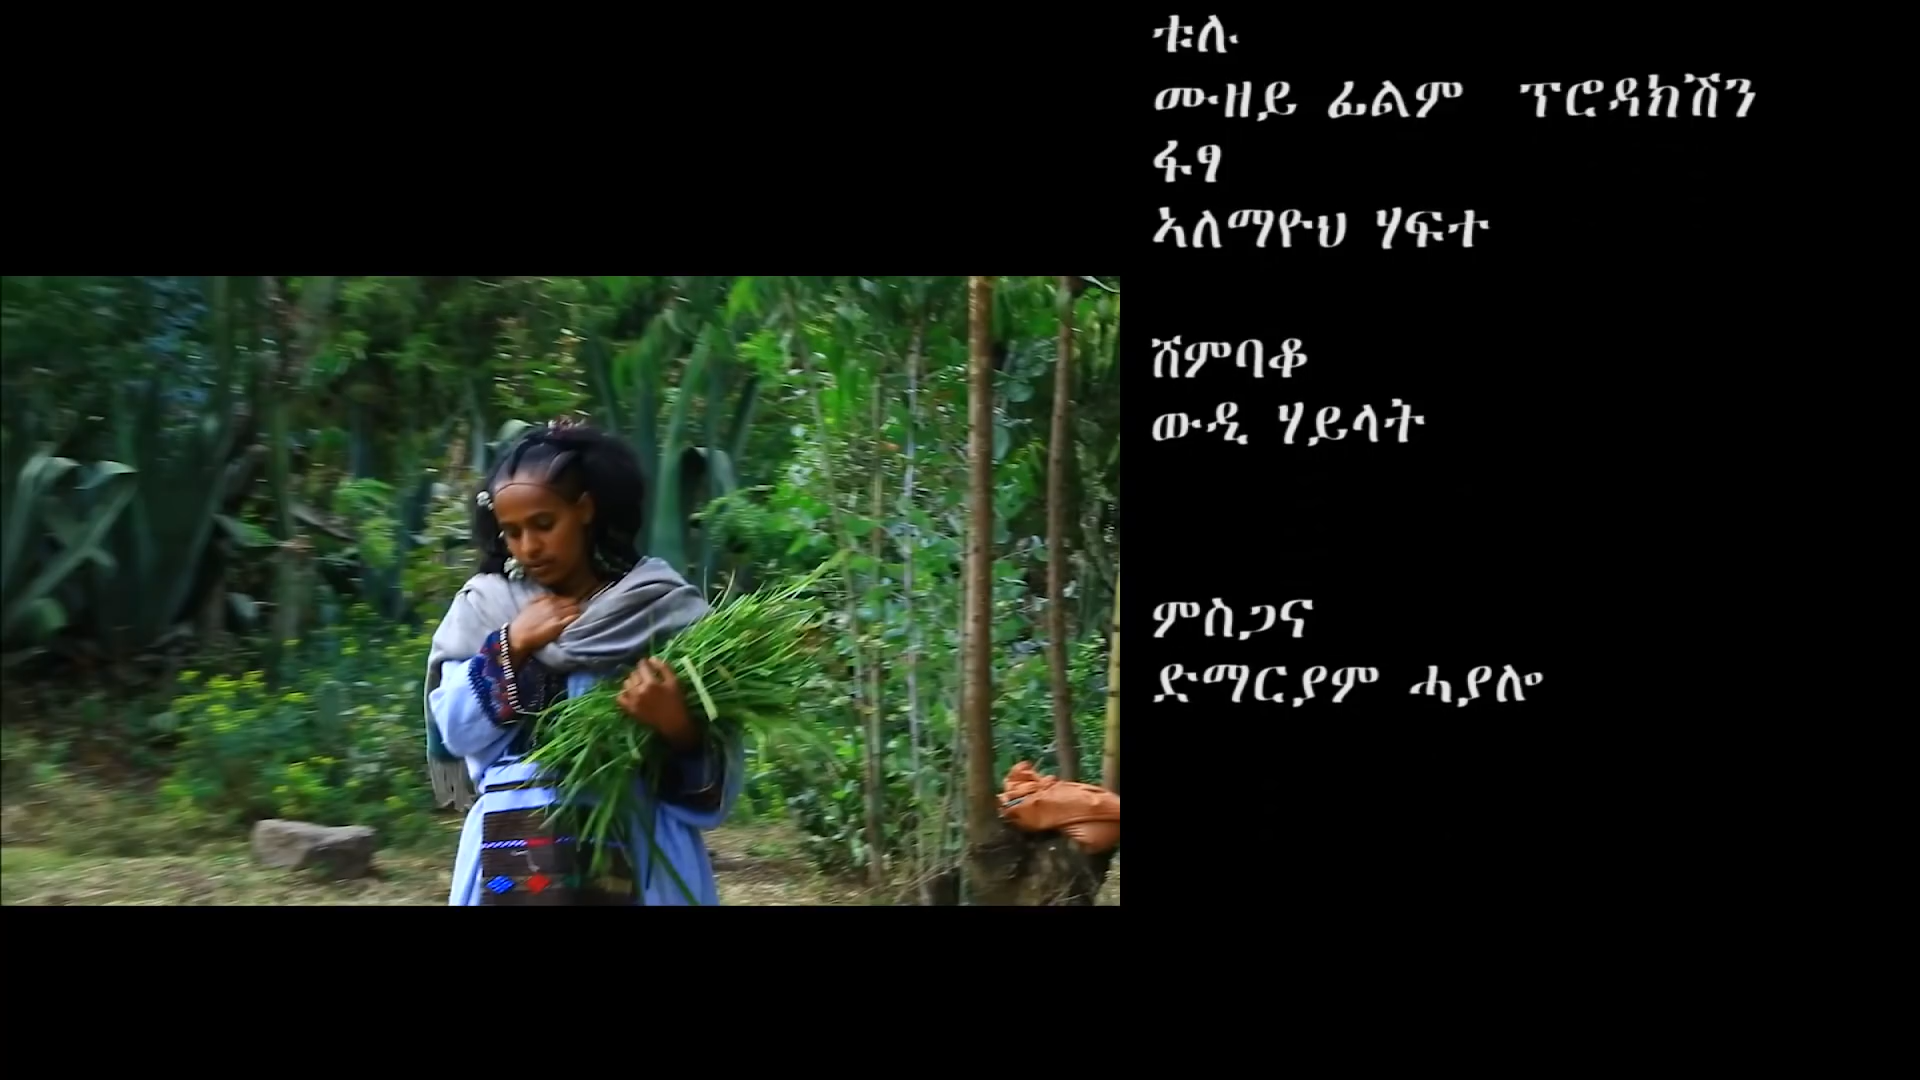 ቱሉ
ሙዘይ ፊልም ፕሮዳክሽን
ፋፃ
ኣለማዮህ ሃፍተ
ሸምባቆ
ውዲ ሃይላት
ምስጋና
ድማርያም ሓያሎ